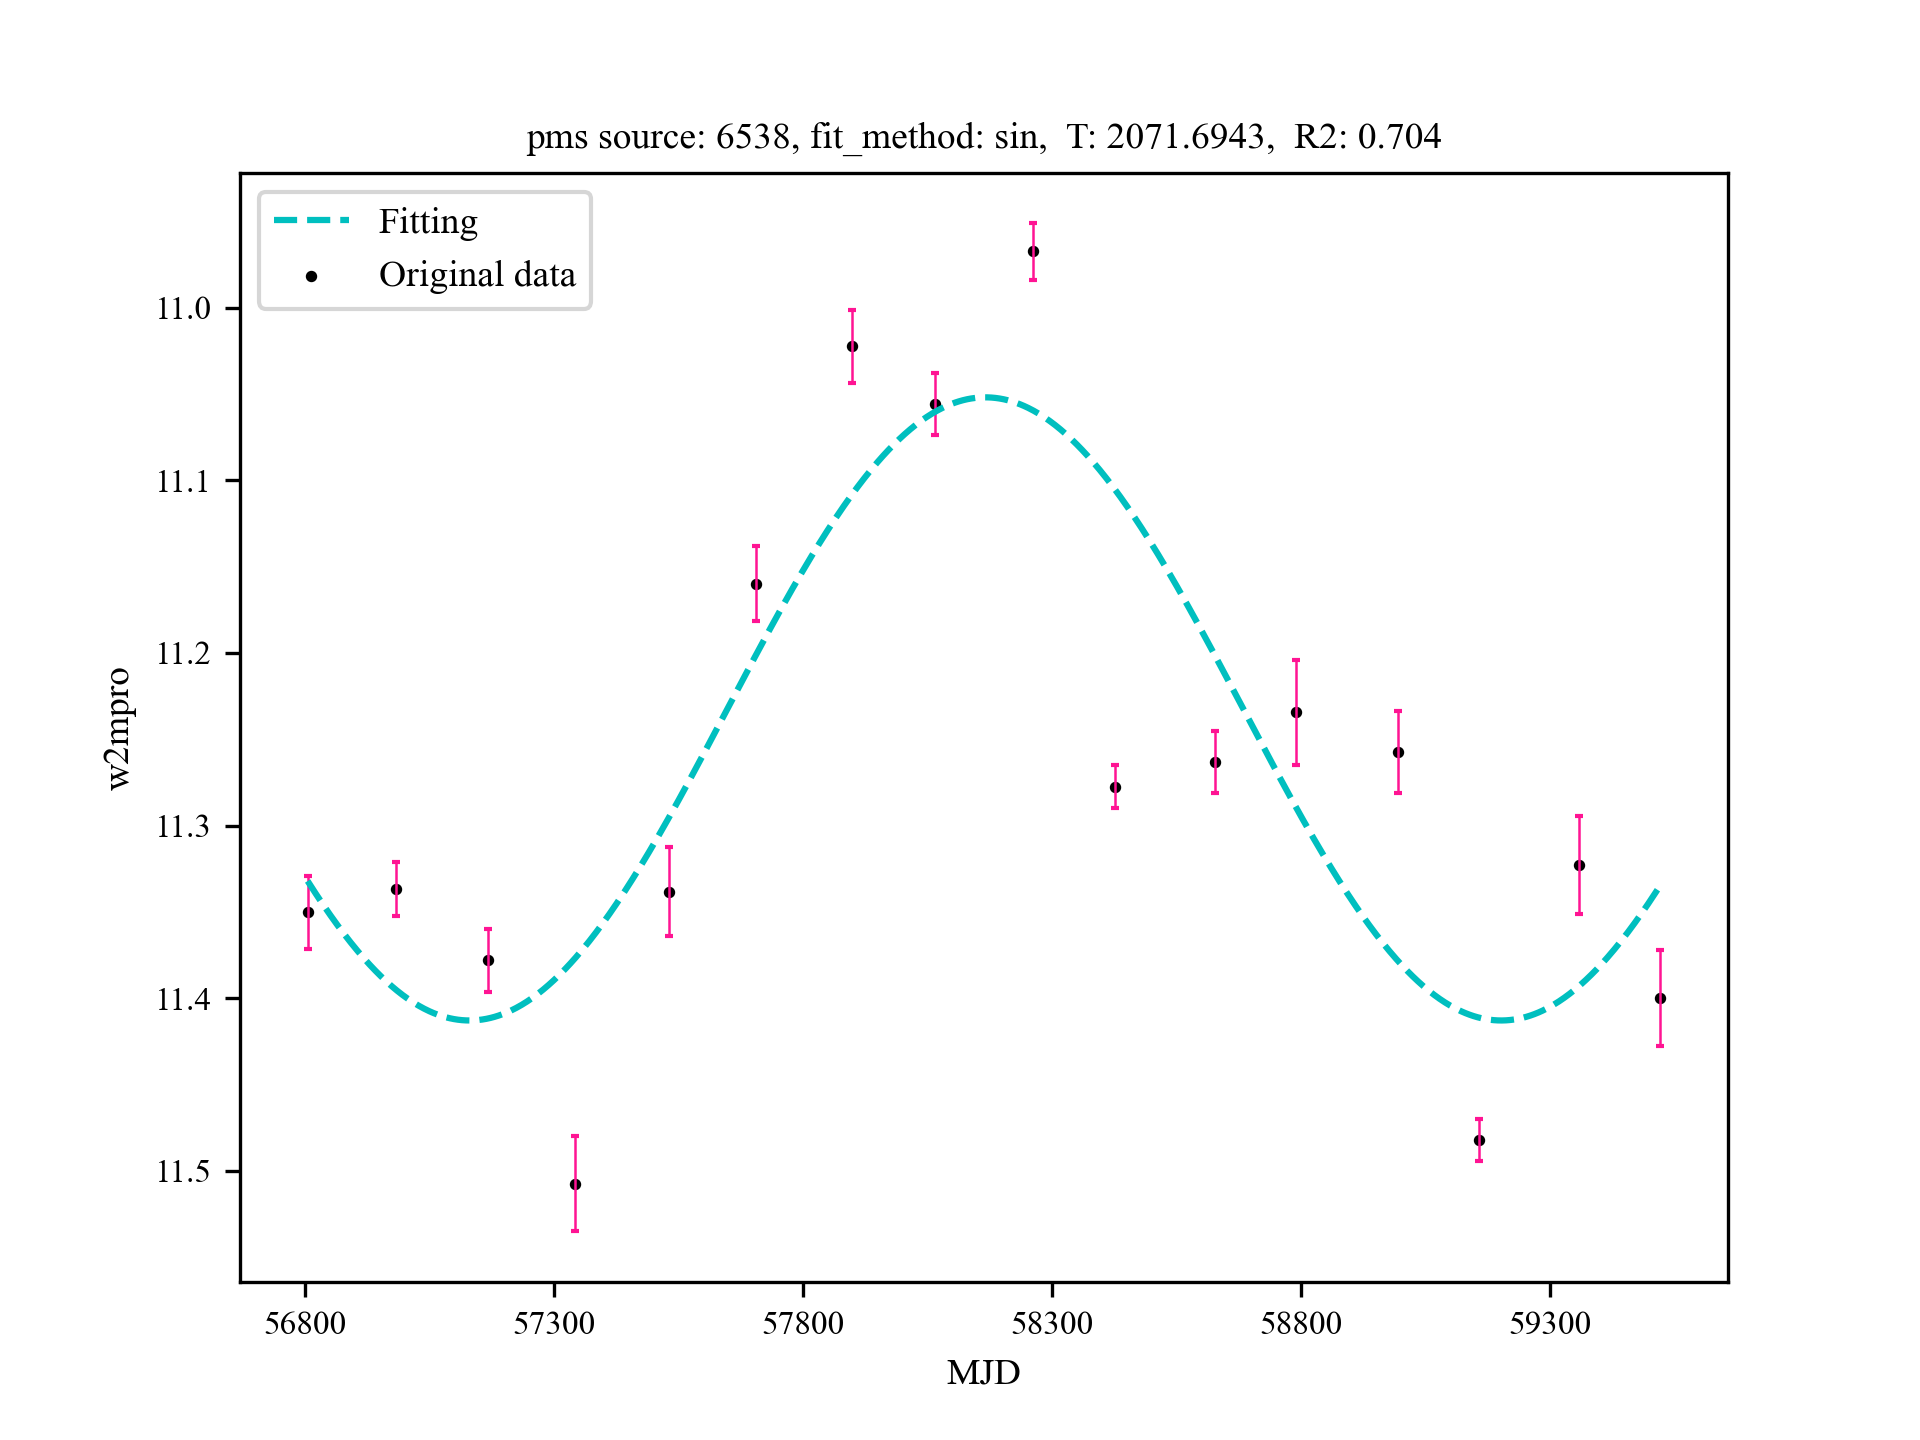 pms source: 6538, fit_method: sin,  T: 2071.6943,  R2: 0.704
Fitting
Original data
11.0
11.1
11.2
11.3
11.4
11.5
w2mpro
56800
57300
57800
58300
58800
59300
MJD